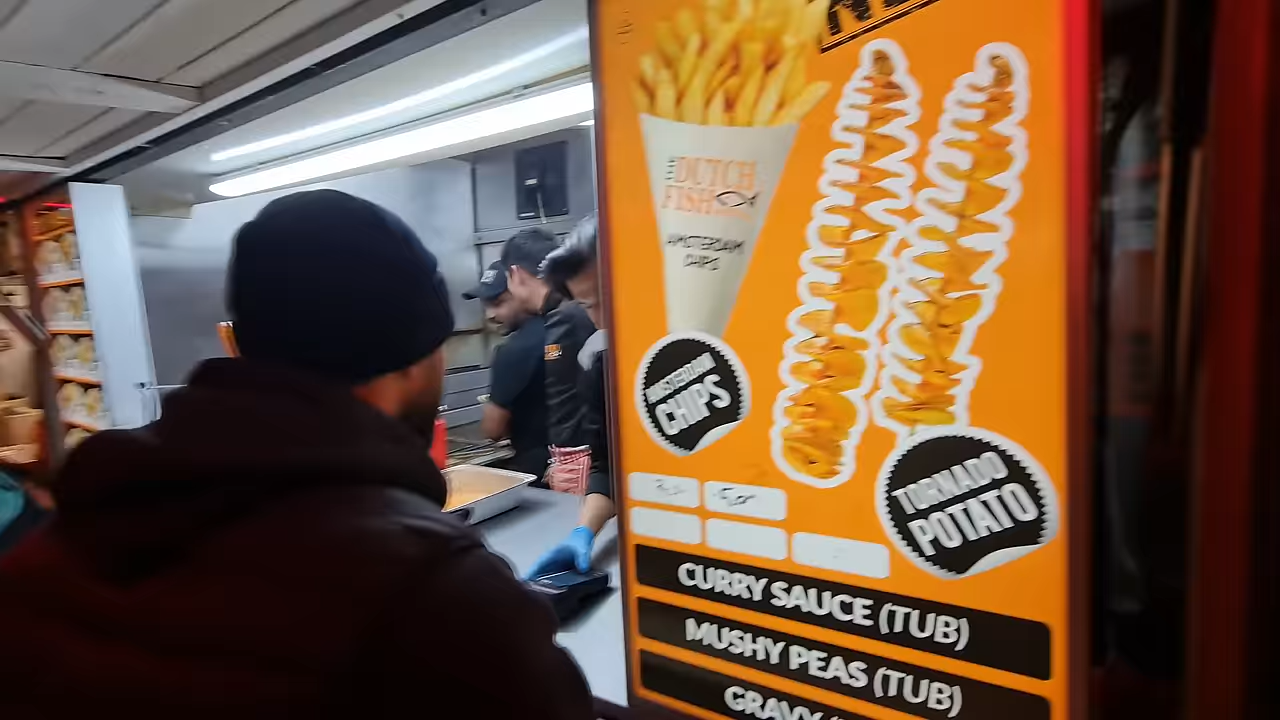 THE DUTCH
FISH
AMSTERDAM
CHIPS
AMSTERDAM
CHIPS
TORNADO
POTATO
CURRY SAUCE (TUB)
MUSHY PEAS (TUB)
GRAVY